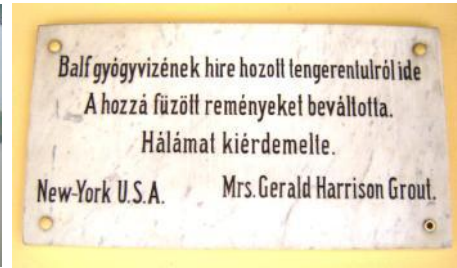 Balf gyógyvizének hire hozott tengerentulról ide
A hozzá füzött reményeket beváltotta.
Hálámat kiérdemelte.
New-York U.S.A. Mrs. Gerald Harrison Grout.